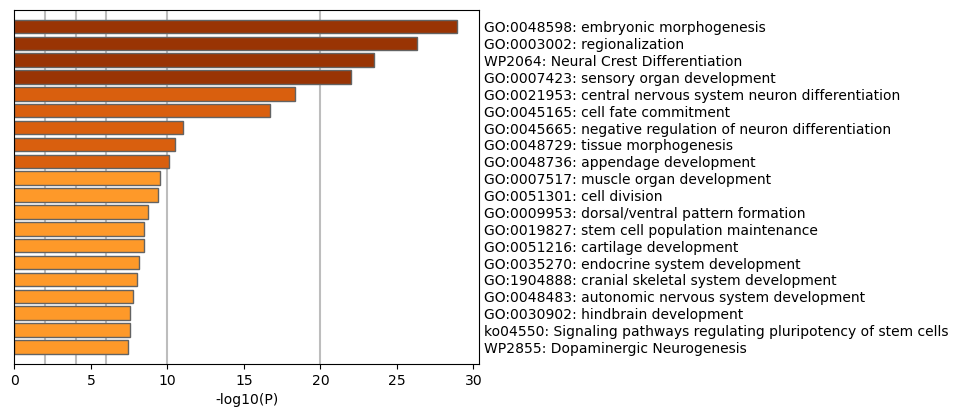 GO:0048598: embryonic morphogenesis
GO:0003002: regionalization
WP2064: Neural Crest Differentiation
GO:0007423: sensory organ development
GO:0021953: central nervous system neuron differentiation
GO:0045165: cell fate commitment
GO:0045665: negative regulation of neuron differentiation
GO:0048729: tissue morphogenesis
GO:0048736: appendage development
GO:0007517: muscle organ development
GO:0051301: cell division
GO:0009953: dorsal/ventral pattern formation
GO:0019827: stem cell population maintenance
GO:0051216: cartilage development
GO:0035270: endocrine system development
GO:1904888: cranial skeletal system development
GO:0048483: autonomic nervous system development
GO:0030902: hindbrain development
ko04550: Signaling pathways regulating pluripotency of stem cells
WP2855: Dopaminergic Neurogenesis
0 5 10 15 20 25 30
-log10(P)